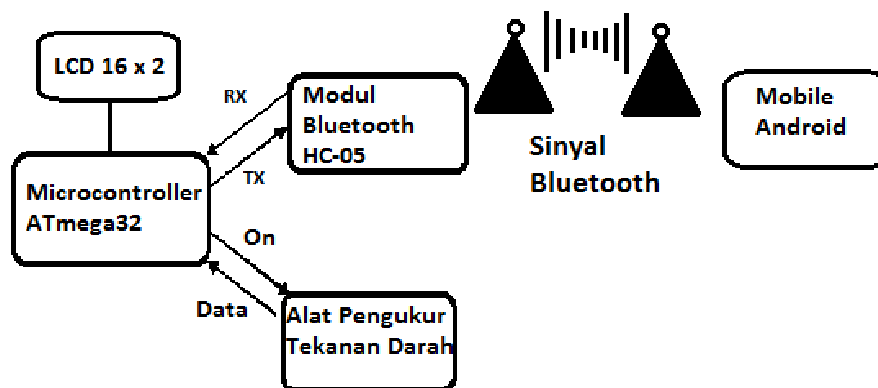 LCD 16 x 2
RX
Modul
Bluetooth
HC-05
Mobile
Android
Sinyal
Bluetooth
TX
Microcontroller
ATmega32
On
Data
Alat Pengukur
Tekanan Darah